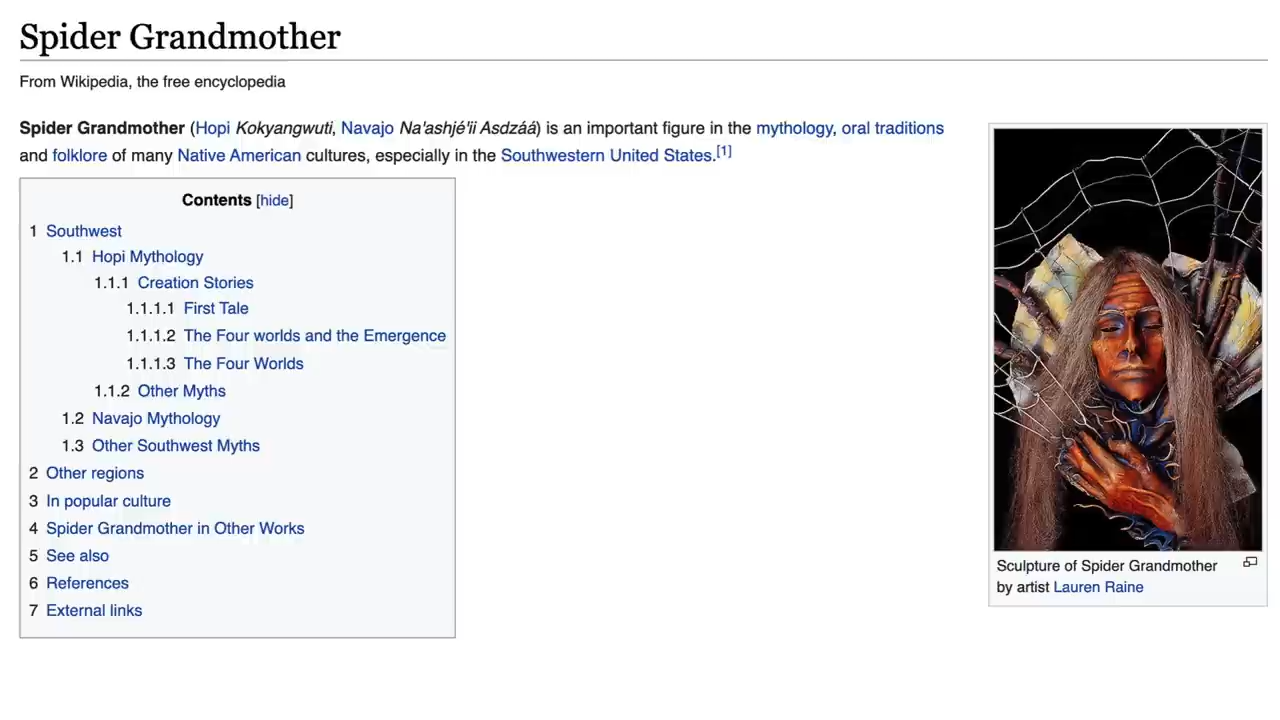 Spider Grandmother
From Wikipedia, the free encyclopedia
Spider Grandmother (Hopi Kokyangwuti, Navajo Na'ashjé'ii Asdzáá) is an important figure in the mythology, oral traditions
and folklore of many Native American cultures, especially in the Southwestern United States.[1]
Contents [hide]
1 Southwest
1.1 Hopi Mythology
1.1.1 Creation Stories
1.1.1.1 First Tale
1.1.1.2 The Four worlds and the Emergence
1.1.1.3 The Four Worlds
1.1.2 Other Myths
1.2 Navajo Mythology
1.3 Other Southwest Myths
2 Other regions
3 In popular culture
4 Spider Grandmother in Other Works
5 See also
6 References
7 External links
Sculpture of Spider Grandmother
by artist Lauren Raine